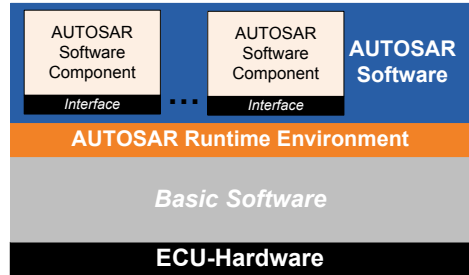 AUTOSAR
Software
Component
Interface
...
AUTOSAR
Software
Component
Interface
AUTOSAR
Software
AUTOSAR Runtime Environment
Basic Software
ECU-Hardware